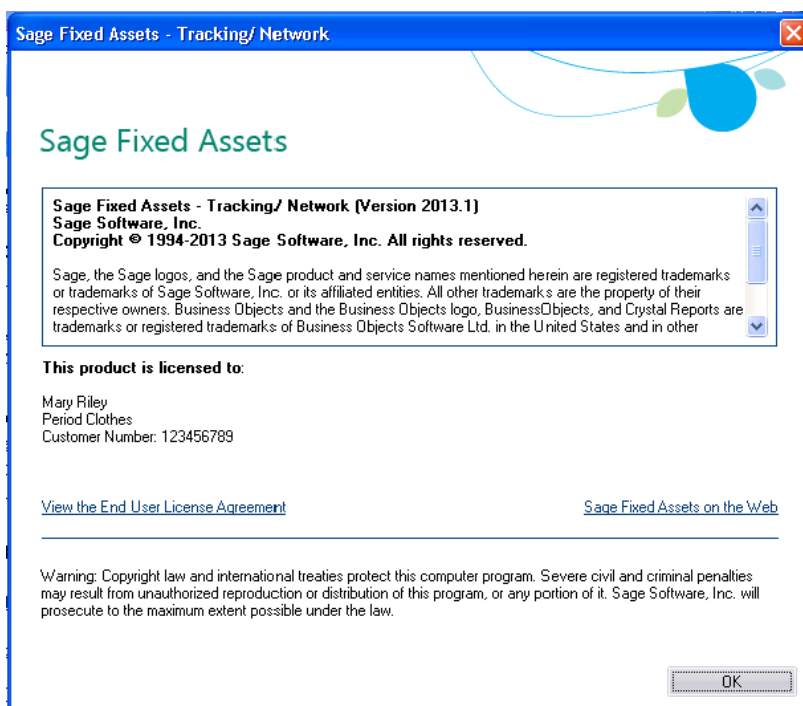 Sage Fixed Assets - Tracking/ Network
Sage Fixed Assets
Sage Fixed Assets - Tracking/ Network (Version 2013.1)
Sage Software, Inc.
Copyright © 1994-2013 Sage Software, Inc. All rights reserved.
Sage, the Sage logos, and the Sage product and service names mentioned herein are registered trademarks
or trademarks of Sage Software, Inc. or its affiliated entities. All other trademarks are the property of their
respective owners. Business Objects and the Business Objects logo, BusinessObjects, and Crystal Reports are
trademarks or registered trademarks of Business Objects Software Ltd. in the United States and in other
This product is licensed to:
Mary Riley
Period Clothes
Customer Number: 123456789
View the End User License Agreement
Sage Fixed Assets on the Web
Warning: Copyright law and international treaties protect this computer program. Severe civil and criminal penalties
may result from unauthorized reproduction or distribution of this program, or any portion of it. Sage Software, Inc. will
prosecute to the maximum extent possible under the law.
OK